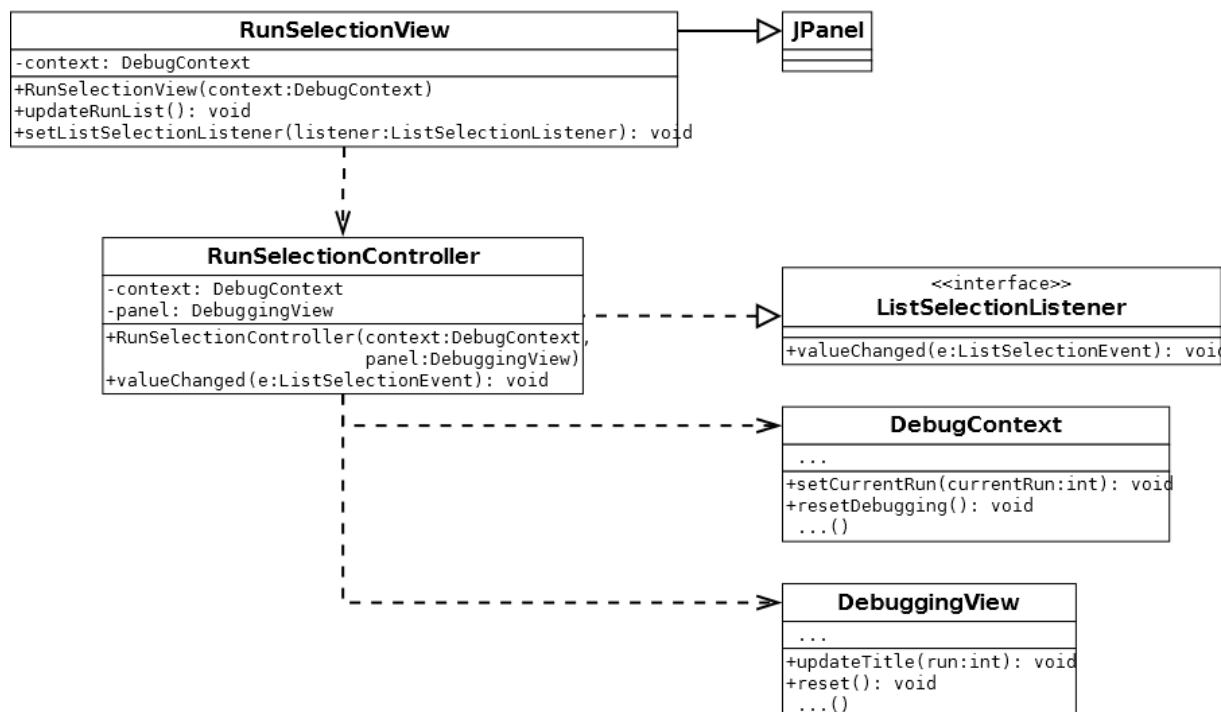 RunSelectionView
-context: DebugContext
+RunSelectionView(context:DebugContext)
+updateRunList(): void
+setListSelectionListener(listener:ListSelectionListener): void
JPanel
RunSelectionController
-context: DebugContext
-panel: DebuggingView
+RunSelectionController(context:DebugContext,
panel:DebuggingView)
+valueChanged(e:ListSelectionEvent): void
<<interface>>
ListSelectionListener
+valueChanged(e:ListSelectionEvent): void
DebugContext
...
+setCurrentRun(currentRun:int): void
+resetDebugging(): void
...()
DebuggingView
...
+updateTitle(run:int): void
+reset(): void
...()